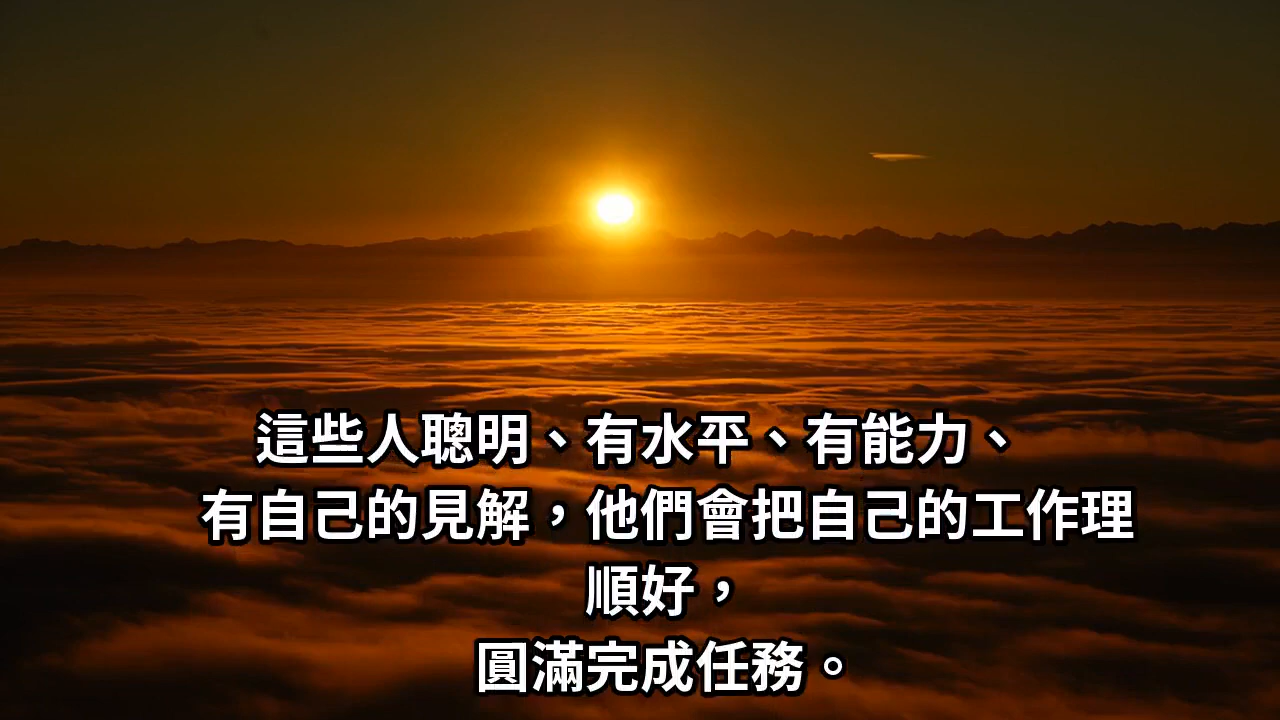 這些人聰明、有水平、有能力、
有自己的見解，他們會把自己的工作理
順好，
圓滿完成任務。